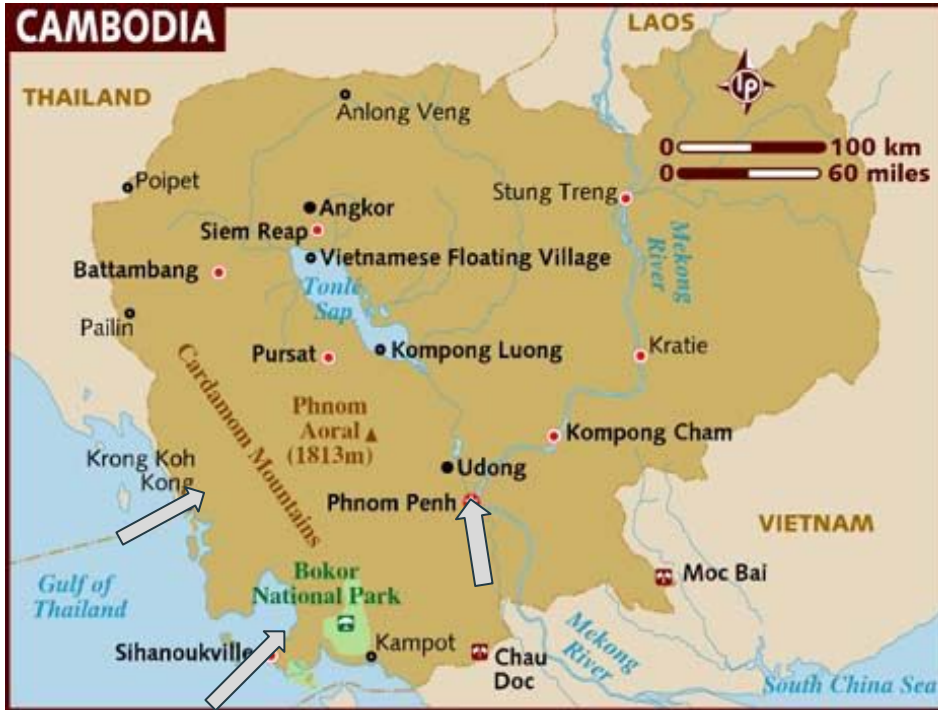 CAMBODIA
LAOS
THAILAND
lp
Anlong Veng
0 100 km
0 60 miles
Poipet
Stung Treng
Angkor
Siem Reap
Mekong
River
Vietnamese Floating Village
Battambang
Tonlé
Sap
Pailin
Pursat
Kompong Luong
Kratie
Cardamom Mountains
Phnom
Aoral
(1813m)
Kompong Cham
Krong Koh
Kong
Udong
Phnom Penh
VIETNAM
Gulf of
Thailand
Bokor
National Park
Moc Bai
Sihanoukville
Kampot
Chau
Doc
Mekong
River
South China Sea